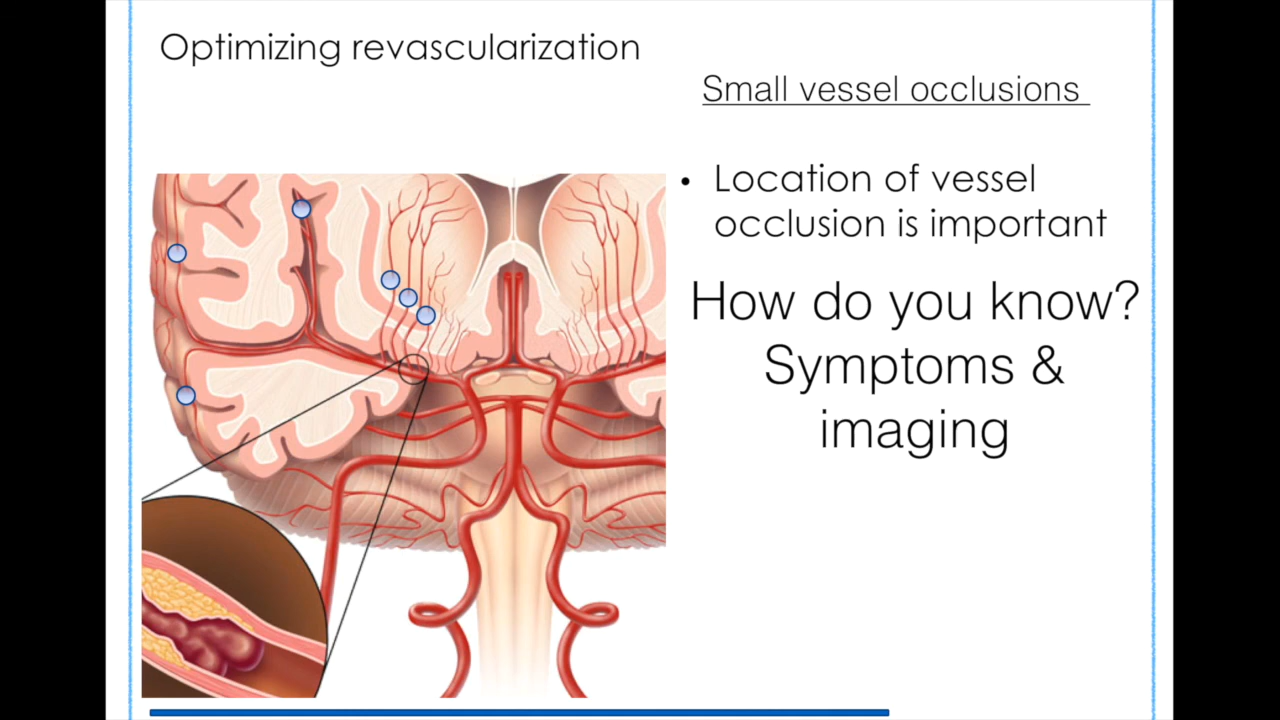 Optimizing revascularization
Small vessel occlusions
• Location of vessel
occlusion is important
How do you know?
Symptoms &
imaging